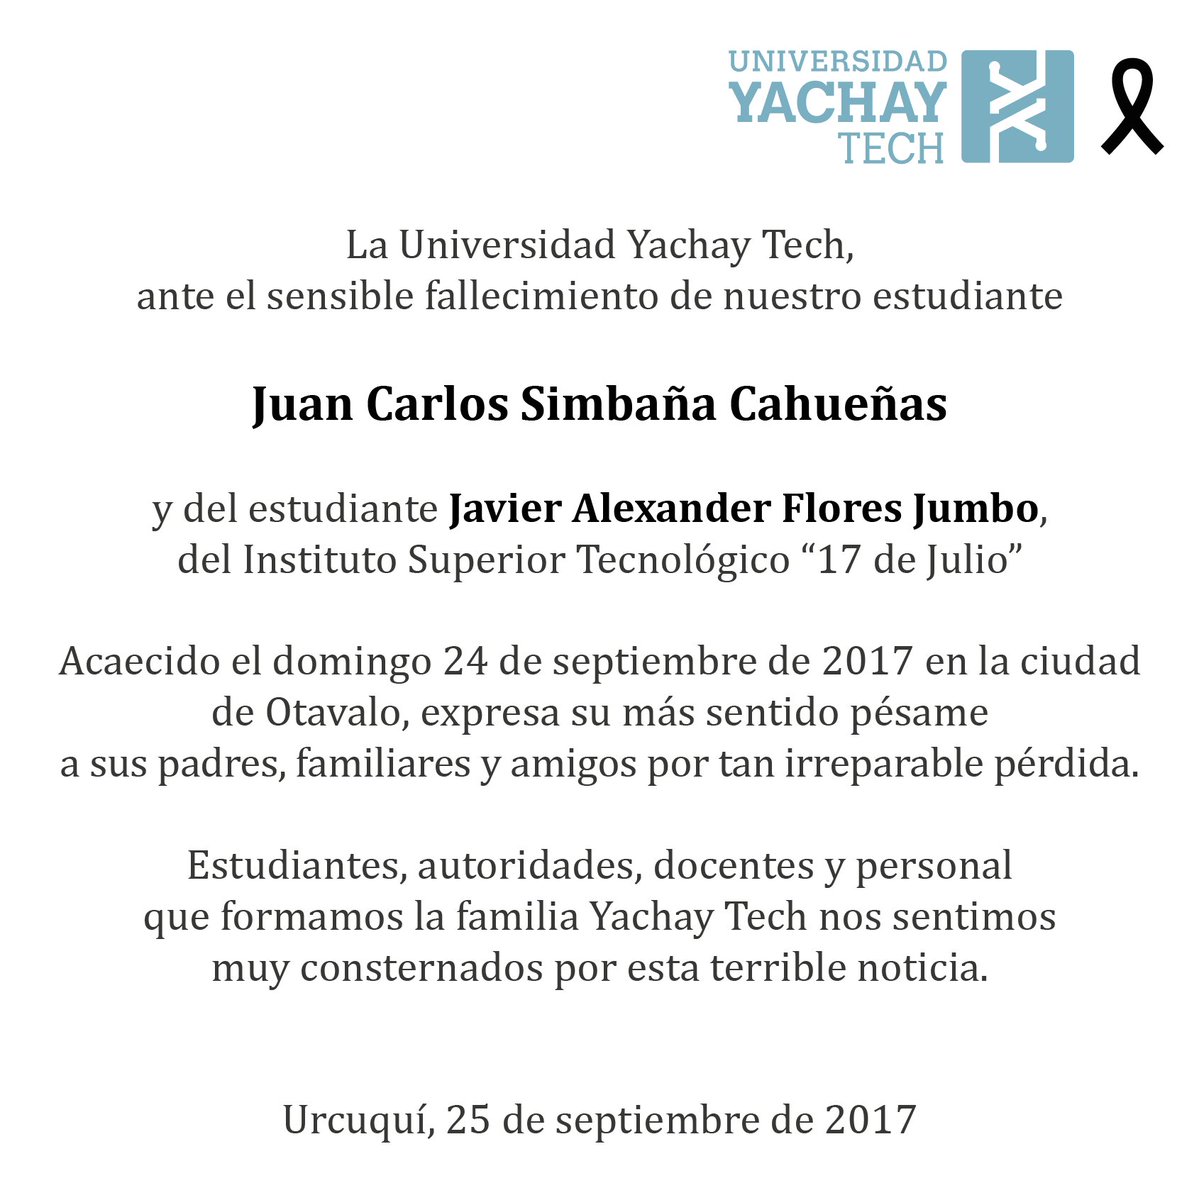 UNIVERSIDAD
YACHAY
TECH
La Universidad Yachay Tech,
ante el sensible fallecimiento de nuestro estudiante
Juan Carlos Simbaña Cahueñas
y del estudiante Javier Alexander Flores Jumbo,
del Instituto Superior Tecnológico “17 de Julio”
Acaecido el domingo 24 de septiembre de 2017 en la ciudad
de Otavalo, expresa su más sentido pésame
a sus padres, familiares y amigos por tan irreparable pérdida.
Estudiantes, autoridades, docentes y personal
que formamos la familia Yachay Tech nos sentimos
muy consternados por esta terrible noticia.
Urcuquí, 25 de septiembre de 2017